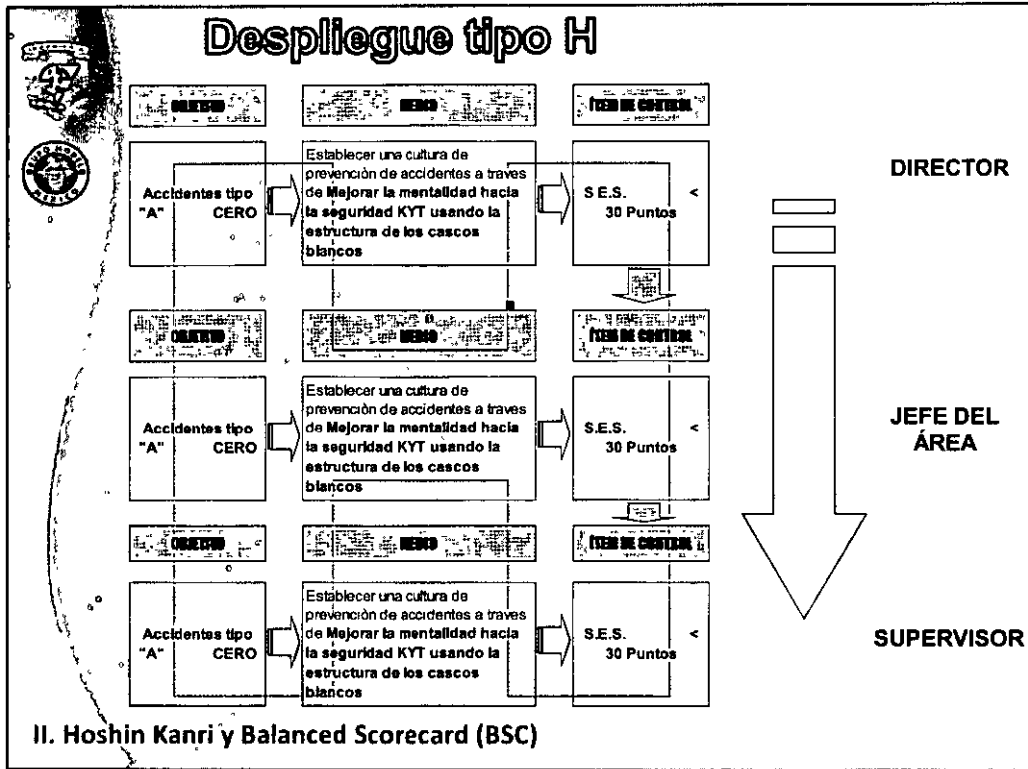 Despliegue tipo H
OBJETIVO
MEDIO
ÍTEM DE CONTROL
Accidentes tipo
"A" CERO
Establecer una cultura de
prevención de accidentes a traves
de Mejorar la mentalidad hacia
la seguridad KYT usando la
estructura de los cascos
blancos
S.E.S. <
30 Puntos
DIRECTOR
GRUPO MODELO
MEXICO
OBJETIVO
MEDIO
ÍTEM DE CONTROL
Accidentes tipo
"A" CERO
Establecer una cultura de
prevención de accidentes a traves
de Mejorar la mentalidad hacia
la seguridad KYT usando la
estructura de los cascos
blancos
S.E.S. <
30 Puntos
JEFE DEL
ÁREA
OBJETIVO
MEDIO
ÍTEM DE CONTROL
Accidentes tipo
"A" CERO
Establecer una cultura de
prevención de accidentes a traves
de Mejorar la mentalidad hacia
la seguridad KYT usando la
estructura de los cascos
blancos
S.E.S. <
30 Puntos
SUPERVISOR
II. Hoshin Kanri y Balanced Scorecard (BSC)